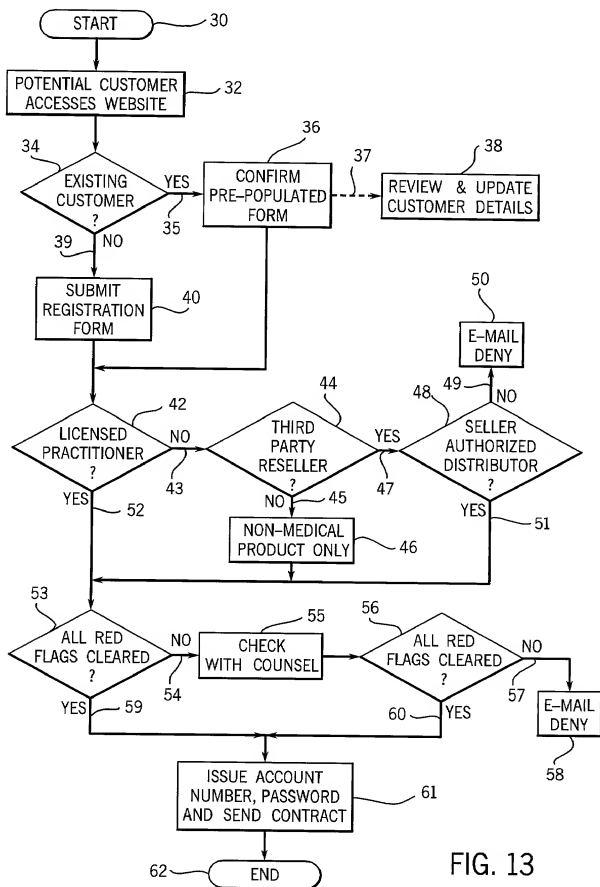 START
30
POTENTIAL CUSTOMER
ACCESSES WEBSITE
32
34
EXISTING
CUSTOMER
?
YES
35
36
CONFIRM
PRE–POPULATED
FORM
37
38
REVIEW & UPDATE
CUSTOMER DETAILS
39
NO
SUBMIT
REGISTRATION
FORM
40
50
E–MAIL
DENY
49
NO
42
LICENSED
PRACTITIONER
?
NO
43
44
THIRD
PARTY
RESELLER
?
YES
47
48
SELLER
AUTHORIZED
DISTRIBUTOR
?
YES
52
NO
45
YES
51
NON–MEDICAL
PRODUCT ONLY
46
53
ALL RED
FLAGS CLEARED
?
NO
54
55
CHECK
WITH COUNSEL
56
ALL RED
FLAGS CLEARED
?
NO
57
YES
59
60
YES
E–MAIL
DENY
58
ISSUE ACCOUNT
NUMBER, PASSWORD
AND SEND CONTRACT
61
62
END
FIG. 13